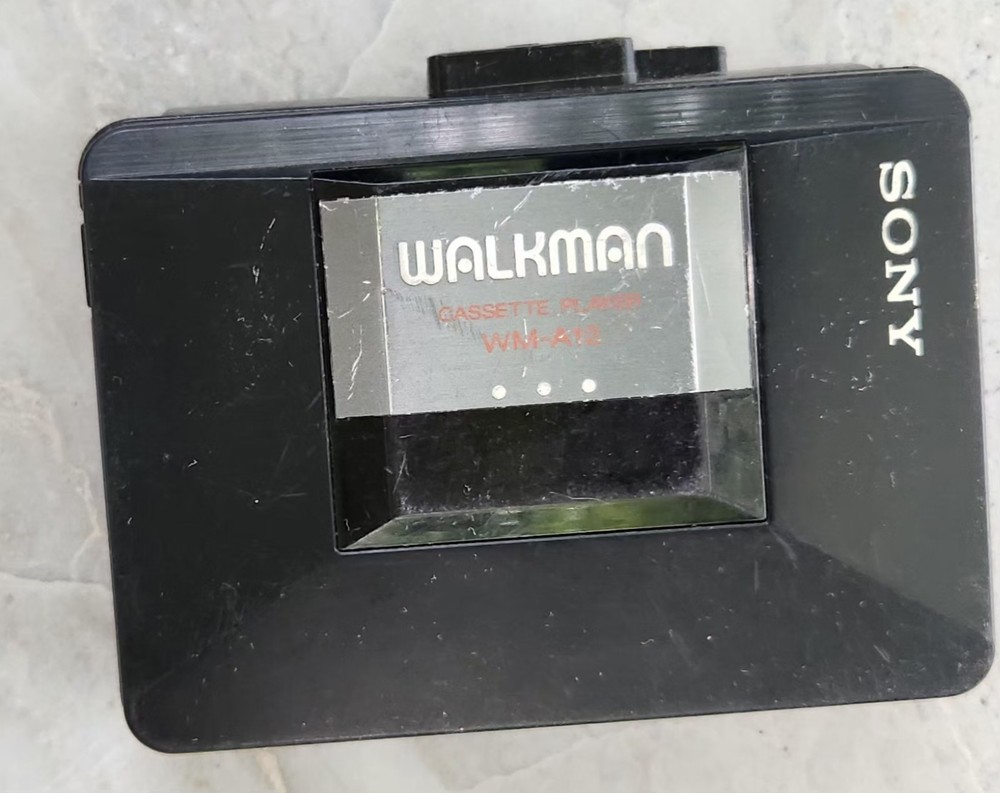 WALKMAN
CASSETTE PLAYER
WM-A12
SONY